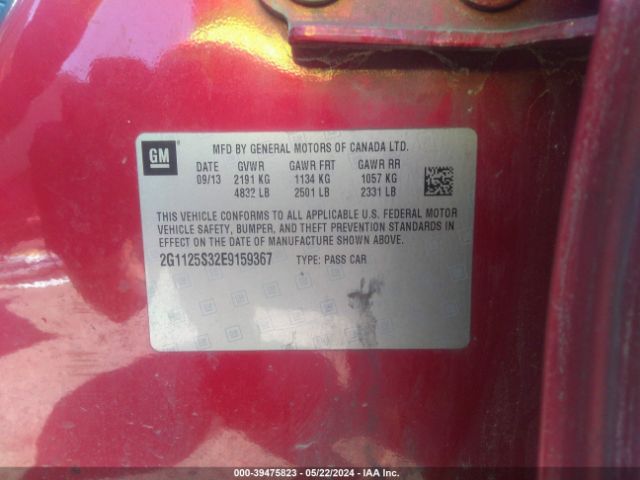 GM
MFD BY GENERAL MOTORS OF CANADA LTD.
DATE GVWR GAWR FRT GAWR RR
09/13 2191 KG 1134 KG 1057 KG
4832 LB 2501 LB 2331 LB
THIS VEHICLE CONFORMS TO ALL APPLICABLE U.S. FEDERAL MOTOR
VEHICLE SAFETY, BUMPER, AND THEFT PREVENTION STANDARDS IN
EFFECT ON THE DATE OF MANUFACTURE SHOWN ABOVE.
2G1125S32E9159367 TYPE: PASS CAR
000-39475823 - 05/22/2024 - IAA Inc.